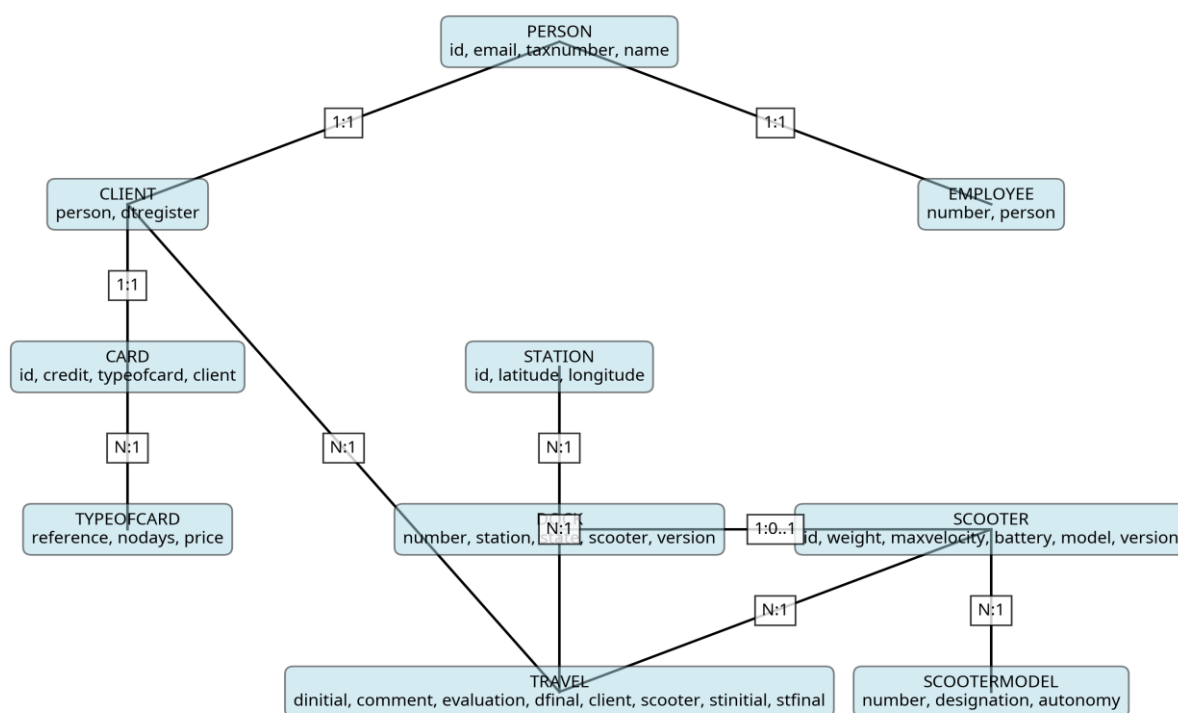 PERSON
id, email, taxnumber, name
1:1
1:1
CLIENT
person, dtregister
EMPLOYEE
number, person
1:1
CARD
id, credit, typeofcard, client
STATION
id, latitude, longitude
N:1
N:1
N:1
TYPEOFCARD
reference, nodays, price
DOCK
number, station, state, scooter, version
N:1
1:0..1
SCOOTER
id, weight, maxvelocity, battery, model, version
N:1
N:1
TRAVEL
dinitial, comment, evaluation, dfinal, client, scooter, stinitial, stfinal
SCOOTERMODEL
number, designation, autonomy